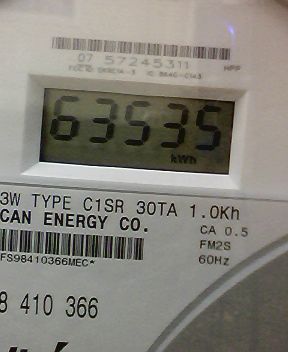 07 57245311
HPP
63535
kWh
3W TYPE C1SR 30TA 1.0Kh
CAN ENERGY CO.
CA 0.5
FM2S
FS98410366MEC*
60Hz
8 410 366